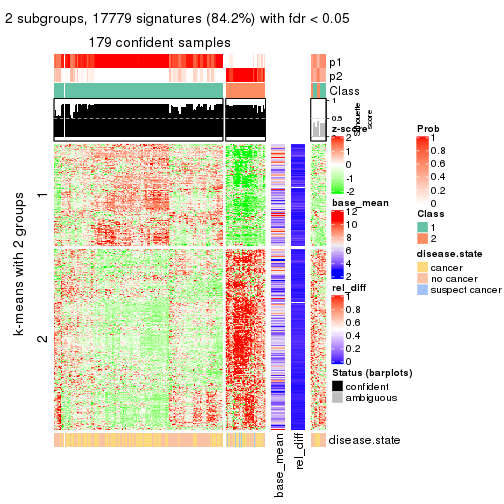 2 subgroups, 17779 signatures (84.2%) with fdr < 0.05
179 confident samples
p1
p2
Class
1
0.5
0
Silhouette
score
k-means with 2 groups
1
2
z-score
2
1
0
-1
-2
base_mean
12
10
8
6
4
2
rel_diff
1
0.8
0.6
0.4
0.2
0
Status (barplots)
confident
ambiguous
Prob
1
0.8
0.6
0.4
0.2
0
Class
1
2
disease.state
cancer
no cancer
suspect cancer
disease.state
base_mean
rel_diff